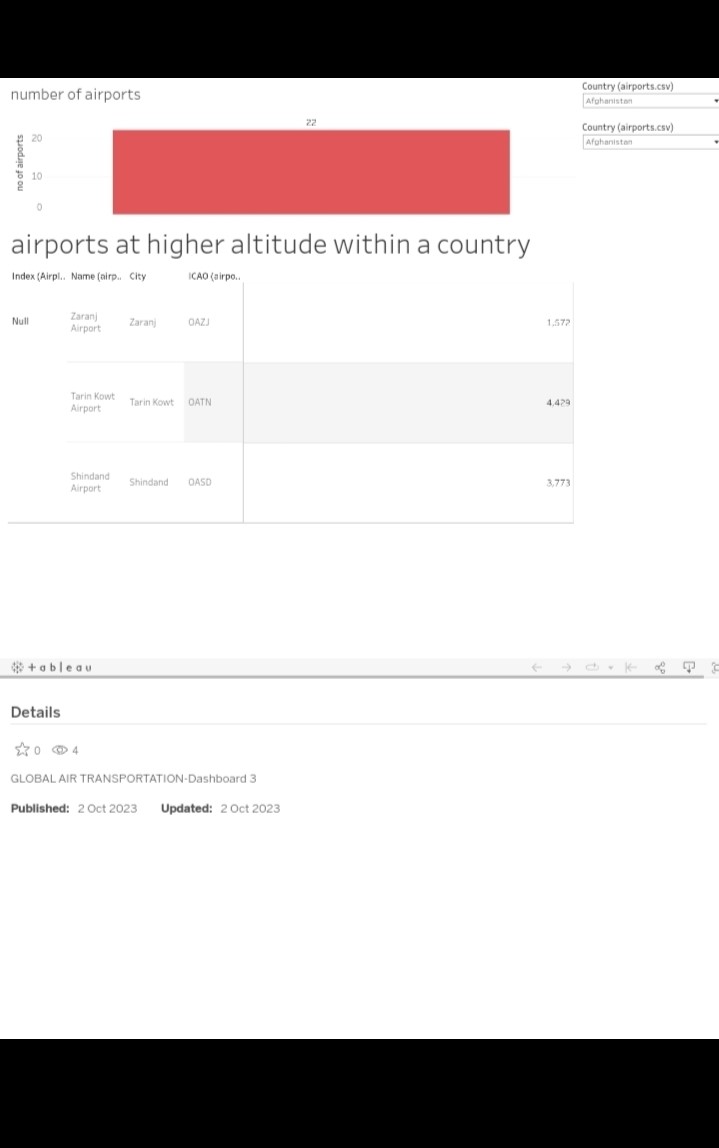 number of airports
Country (airports.csv)
Afghanistan
Country (airports.csv)
Afghanistan
22
no of airports
20
10
0
airports at higher altitude within a country
Index (Airpl.. Name (airp.. City ICAO (airpo..
Null Zaranj Airport Zaranj OAZJ 1,572
Tarin Kowt Airport Tarin Kowt OATN 4,429
Shindand Airport Shindand OASD 3,773
+ a b l e a u
Details
0 4
GLOBAL AIR TRANSPORTATION-Dashboard 3
Published: 2 Oct 2023 Updated: 2 Oct 2023